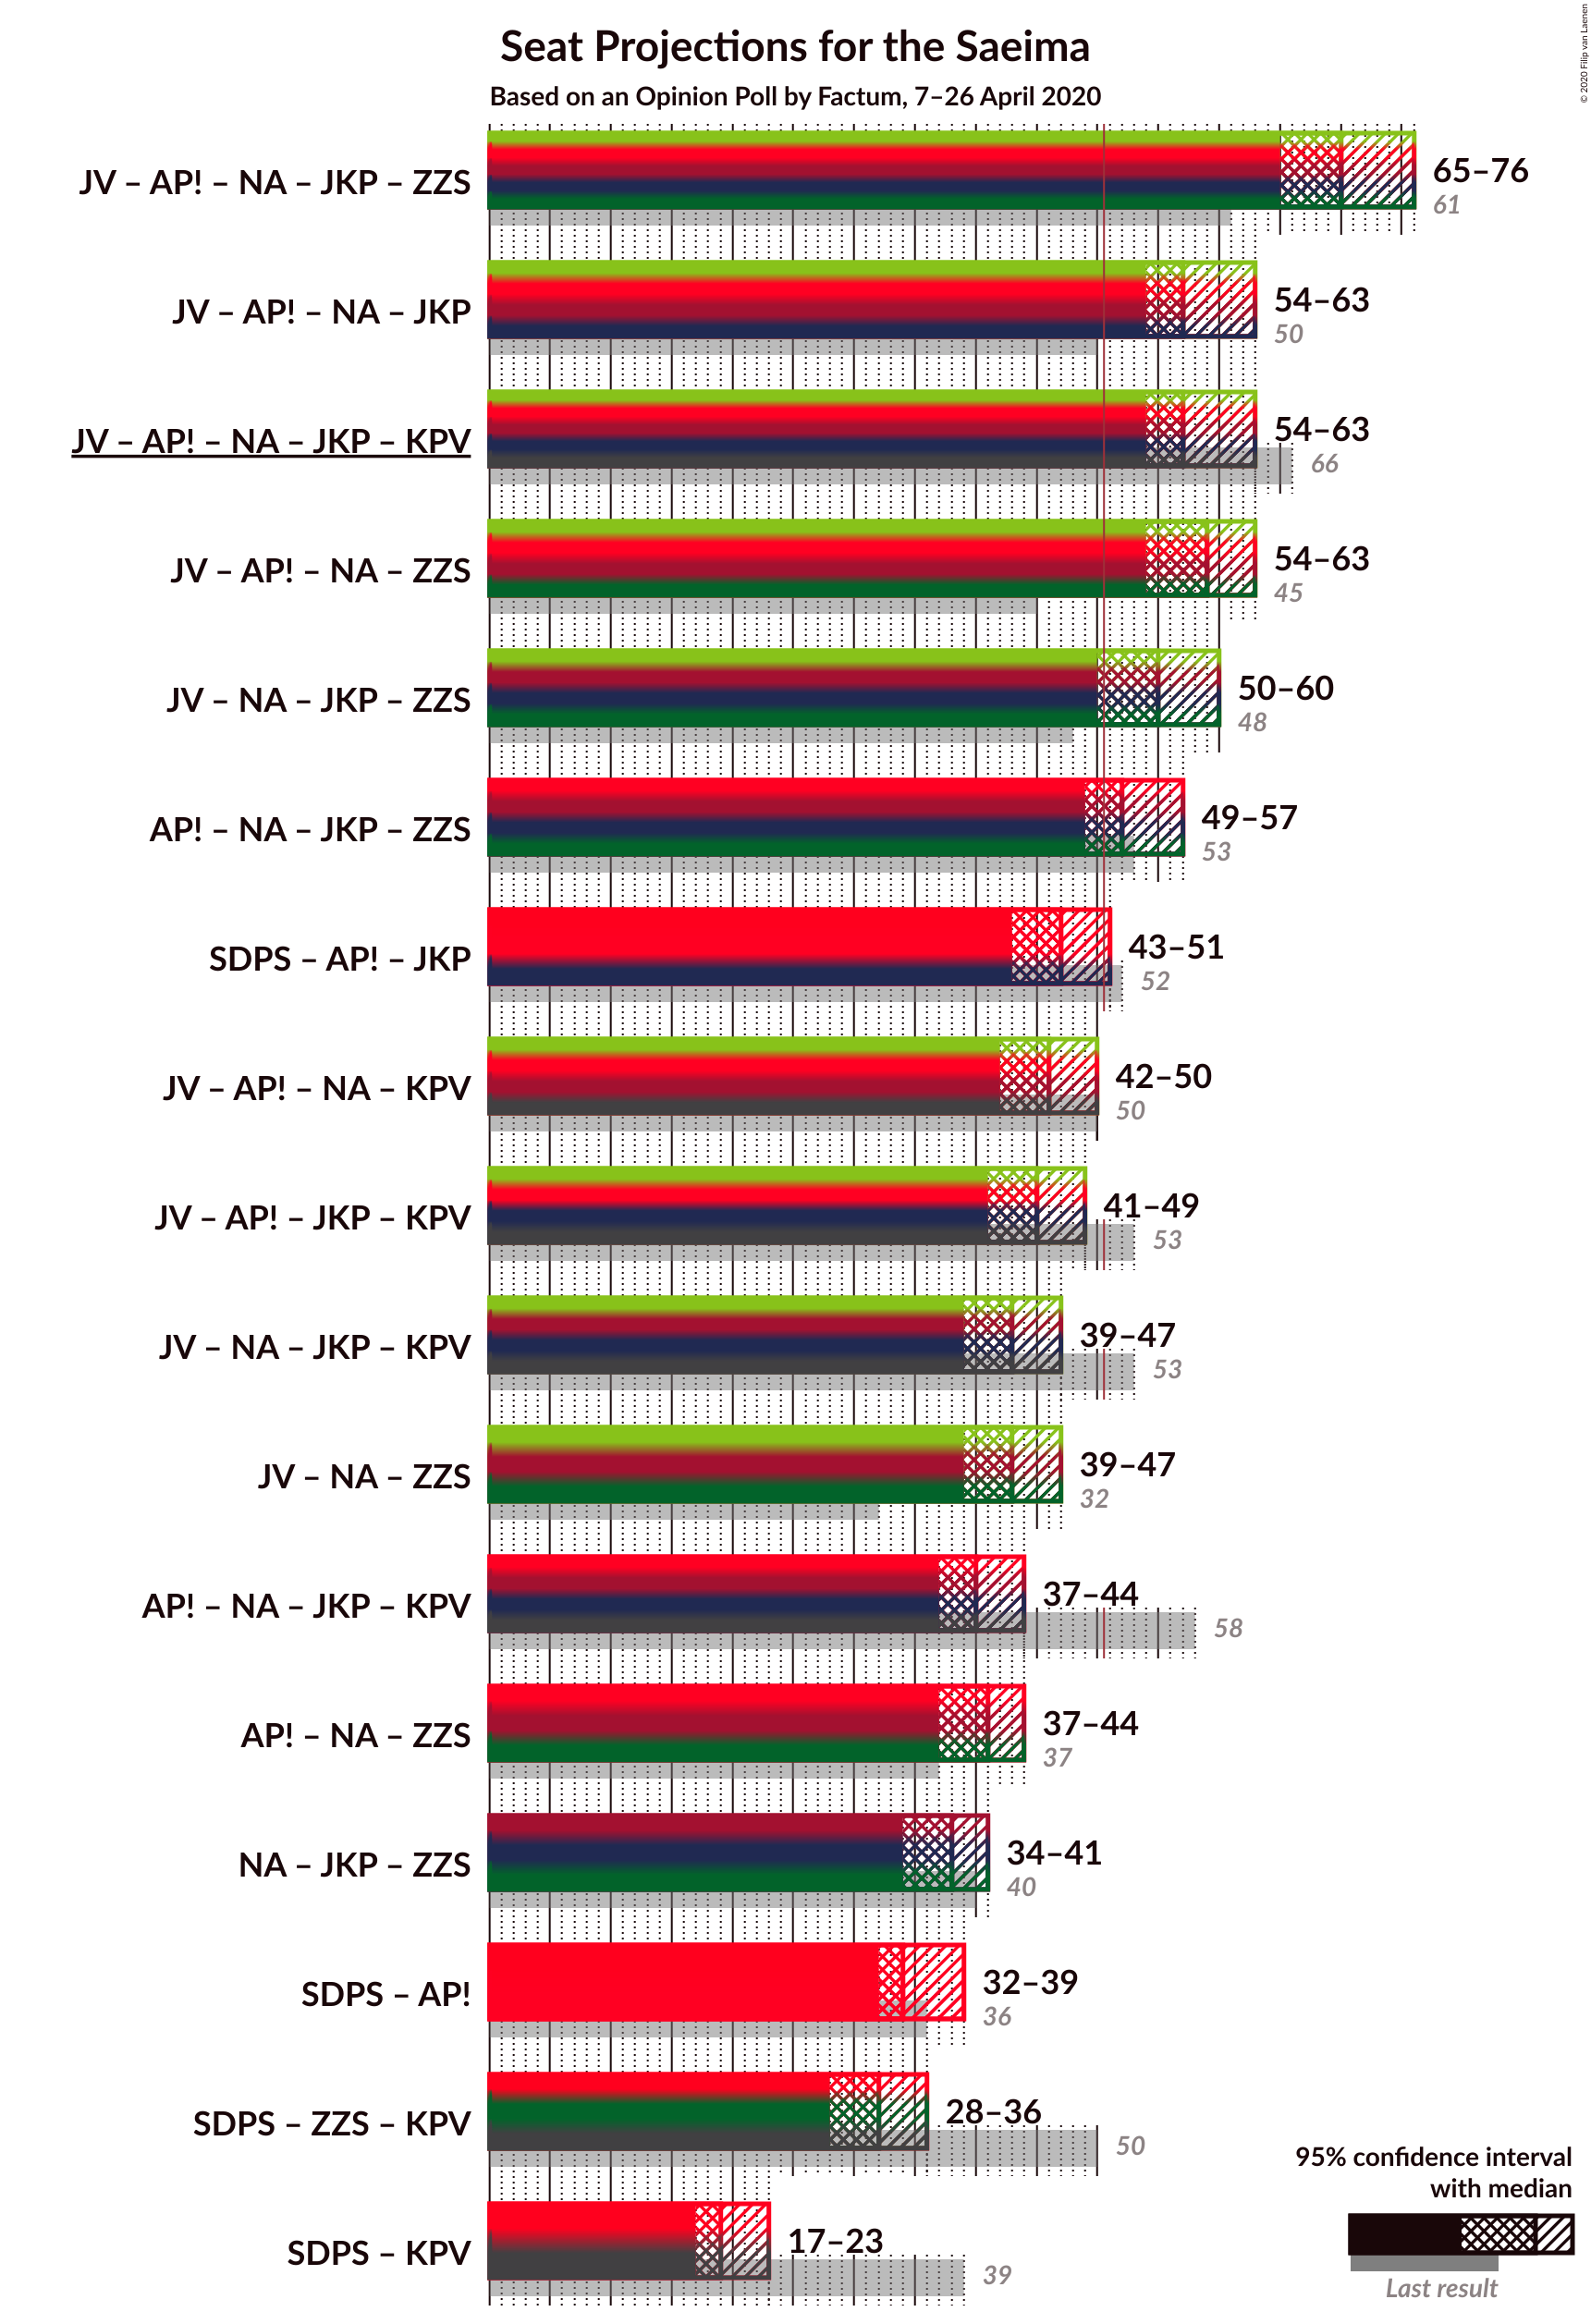 Seat Projections for the Saeima
Based on an Opinion Poll by Factum, 7–26 April 2020
© 2020 Filip van Laenen
JV – AP! – NA – JKP – ZZS
65–76
61
JV – AP! – NA – JKP
54–63
50
JV – AP! – NA – JKP – KPV
54–63
66
JV – AP! – NA – ZZS
54–63
45
JV – NA – JKP – ZZS
50–60
48
AP! – NA – JKP – ZZS
49–57
53
SDPS – AP! – JKP
43–51
52
JV – AP! – NA – KPV
42–50
50
JV – AP! – JKP – KPV
41–49
53
JV – NA – JKP – KPV
39–47
53
JV – NA – ZZS
39–47
32
AP! – NA – JKP – KPV
37–44
58
AP! – NA – ZZS
37–44
37
NA – JKP – ZZS
34–41
40
SDPS – AP!
32–39
36
SDPS – ZZS – KPV
28–36
50
SDPS – KPV
17–23
39
95% confidence interval
with median
Last result